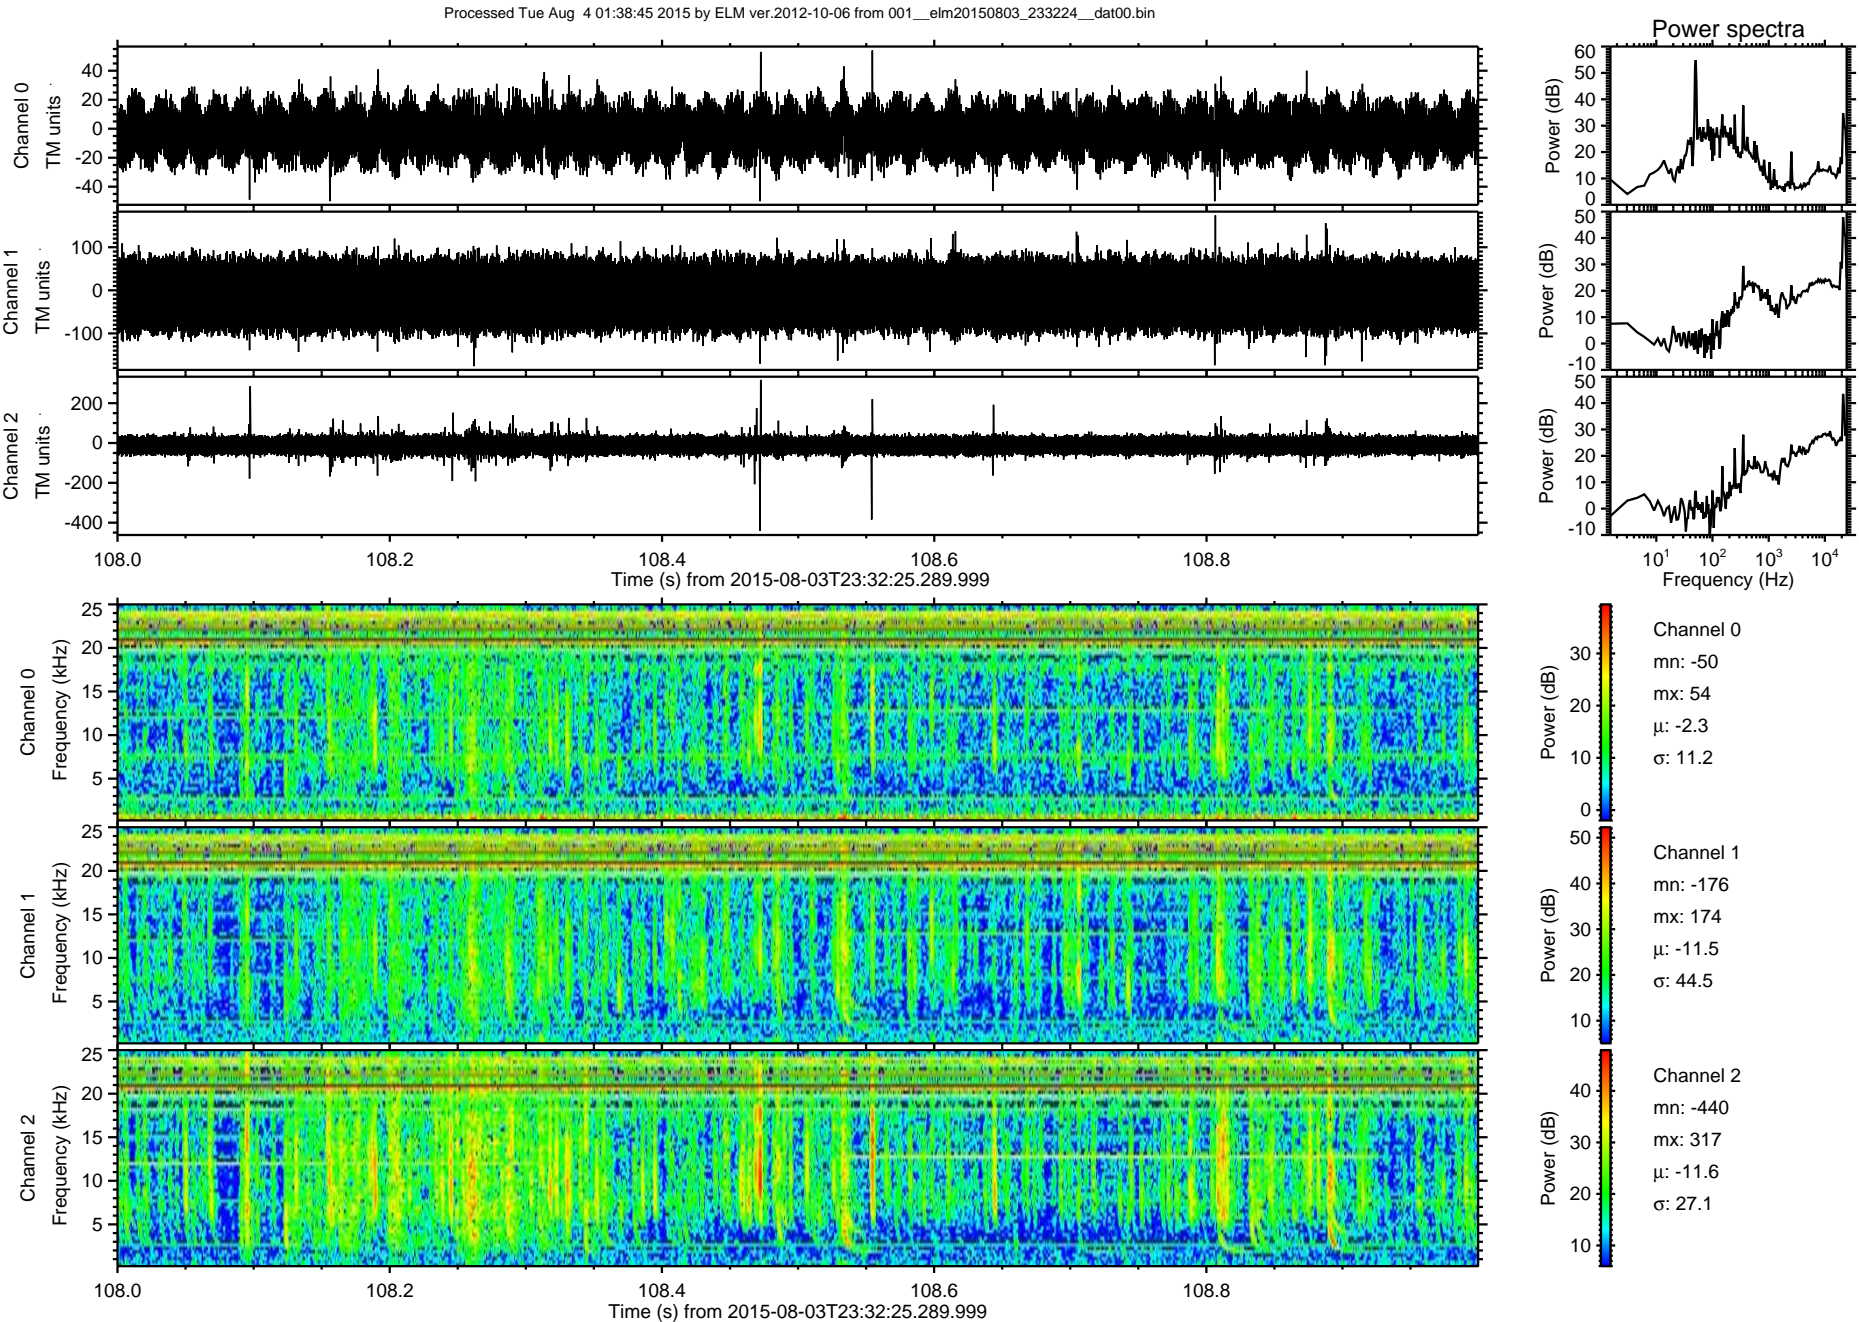 Processed Tue Aug 4 01:38:45 2015 by ELM ver.2012-10-06 from 001__elm20150803_233224__dat00.bin
Power spectra
Channel 0
TM units
40
20
0
-20
-40
Power (dB)
60
50
40
30
20
10
0
Channel 1
TM units
100
0
-100
Power (dB)
50
40
30
20
10
0
-10
Channel 2
TM units
200
0
-200
-400
Power (dB)
50
40
30
20
10
0
-10
108.0 108.2 108.4 108.6 108.8
Time (s) from 2015-08-03T23:32:25.289.999
10¹ 10² 10³ 10⁴
Frequency (Hz)
Channel 0
Frequency (kHz)
25
20
15
10
5
Power (dB)
30
20
10
0
Channel 0
mn: -50
mx: 54
μ: -2.3
σ: 11.2
Channel 1
Frequency (kHz)
25
20
15
10
5
Power (dB)
50
40
30
20
10
Channel 1
mn: -176
mx: 174
μ: -11.5
σ: 44.5
Channel 2
Frequency (kHz)
25
20
15
10
5
Power (dB)
40
30
20
10
Channel 2
mn: -440
mx: 317
μ: -11.6
σ: 27.1
108.0 108.2 108.4 108.6 108.8
Time (s) from 2015-08-03T23:32:25.289.999